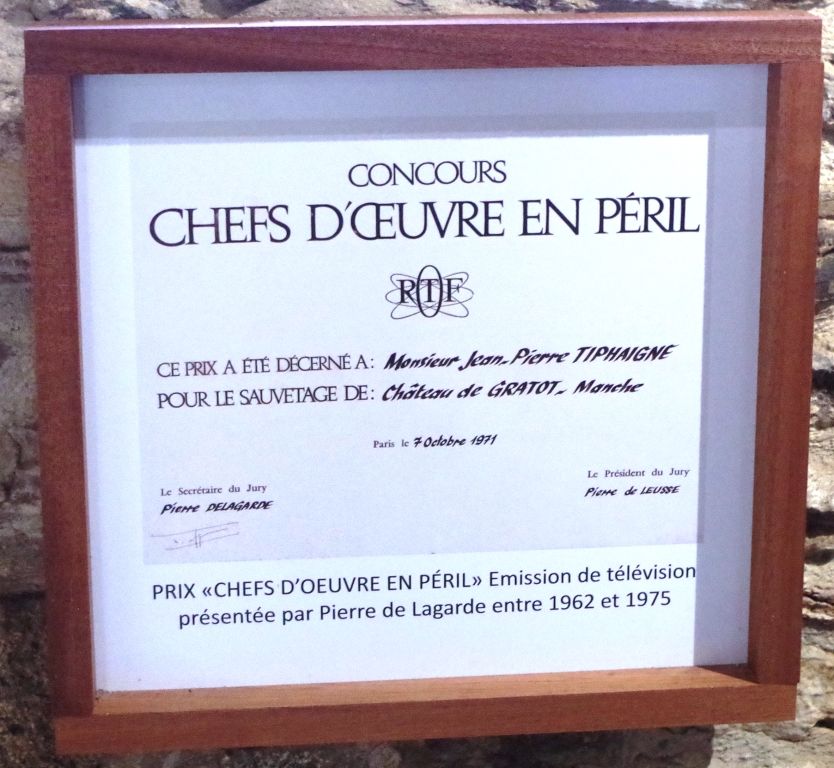 CONCOURS
CHEFS D'ŒUVRE EN PÉRIL
RTF
CE PRIX A ÉTÉ DÉCERNÉ A : Monsieur Jean-Pierre TIPHAIGNE
POUR LE SAUVETAGE DE : Château de GRATOT - Manche
Paris le 7 Octobre 1971
Le Secrétaire du Jury
Pierre DELAGARDE
Le Président du Jury
Pierre de LEUSSE
PRIX «CHEFS D'OEUVRE EN PÉRIL» Emission de télévision
présentée par Pierre de Lagarde entre 1962 et 1975